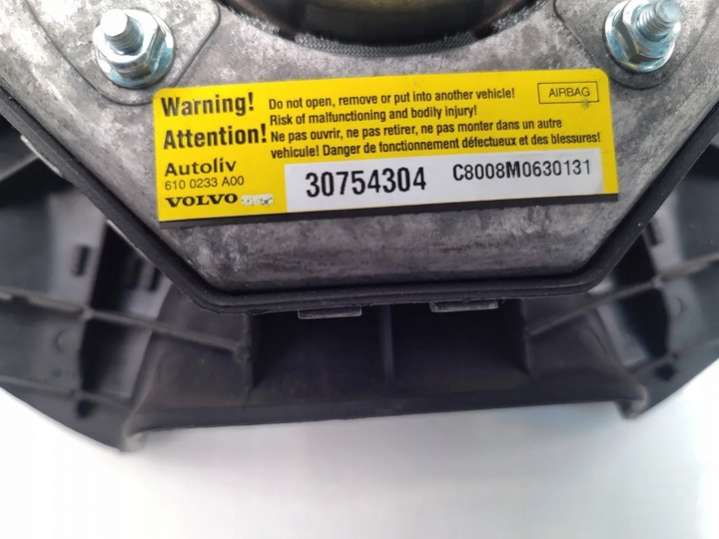 Warning!
Do not open, remove or put into another vehicle!
Risk of malfunctioning and bodily injury!
AIRBAG
Attention!
Ne pas ouvrir, ne pas retirer, ne pas monter dans un autre
vehicule! Danger de fonctionnement défectueux et des blessures!
Autoliv
610 0233 A00
VOLVO
30754304
C8008M0630131